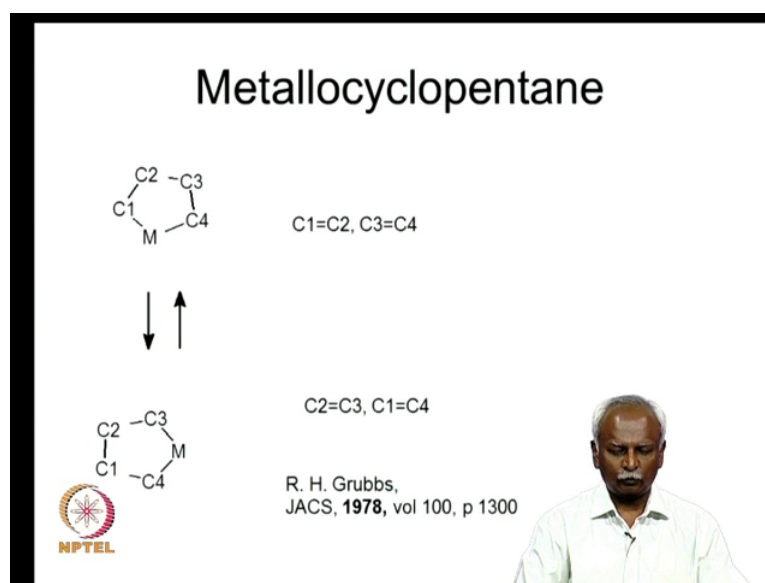 Metallocyclopentane
C2 C3
C1 C4
M
C1=C2, C3=C4
C2 C3
M
C1 C4
C2=C3, C1=C4
R. H. Grubbs,
JACS, 1978, vol 100, p 1300
NPTEL